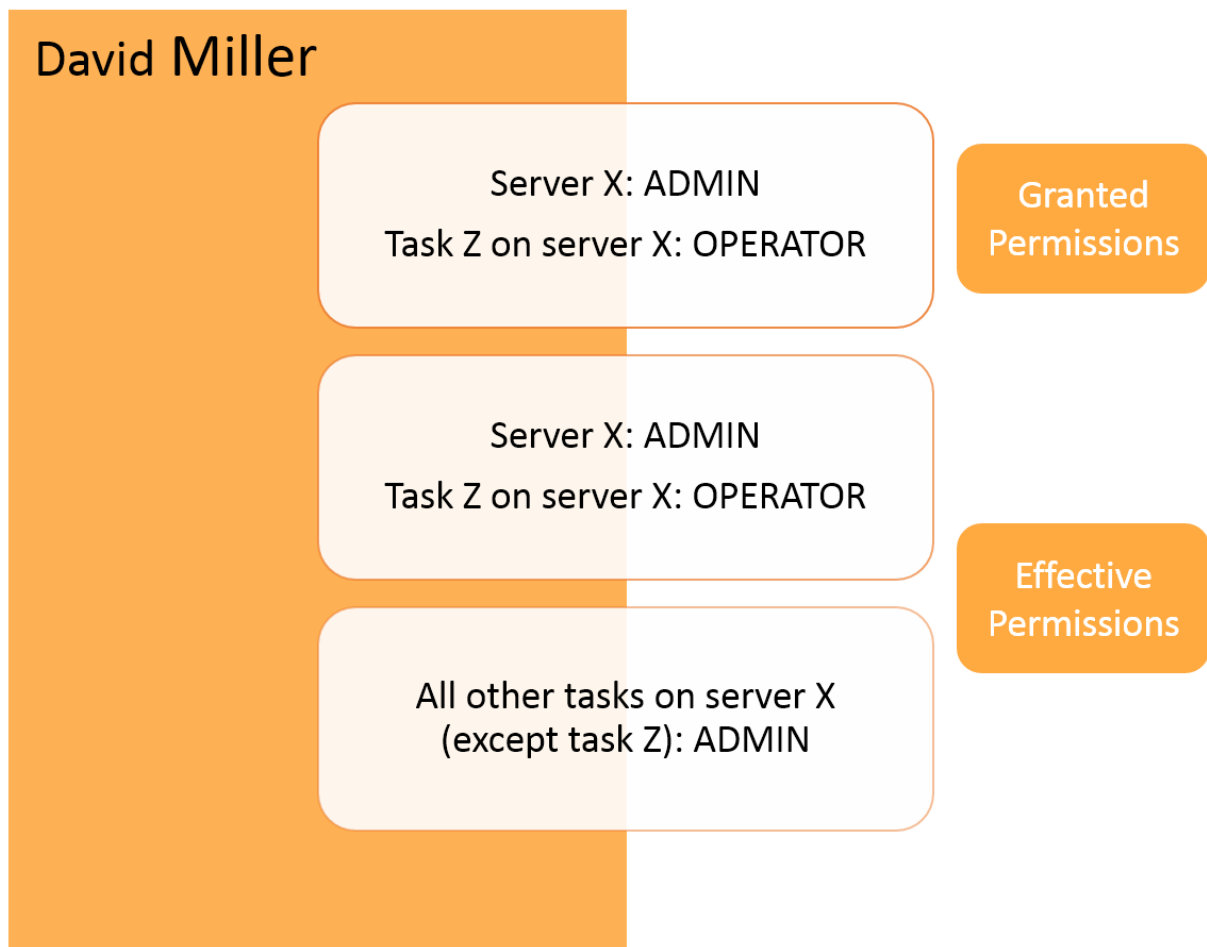 David Miller
Server X: ADMIN
Task Z on server X: OPERATOR
Granted
Permissions
Server X: ADMIN
Task Z on server X: OPERATOR
Effective
Permissions
All other tasks on server X
(except task Z): ADMIN